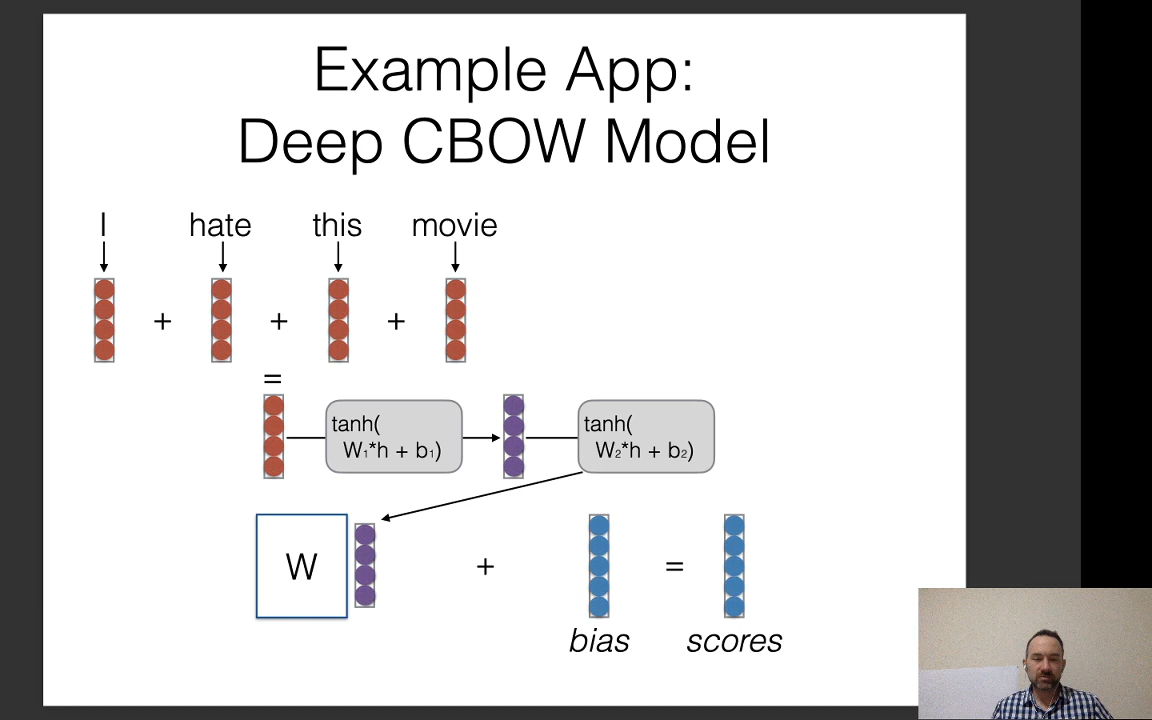 Example App:
Deep CBOW Model
I hate this movie
+ + +
=
tanh( tanh(
W₁*h + b₁) W₂*h + b₂)
W + =
bias scores